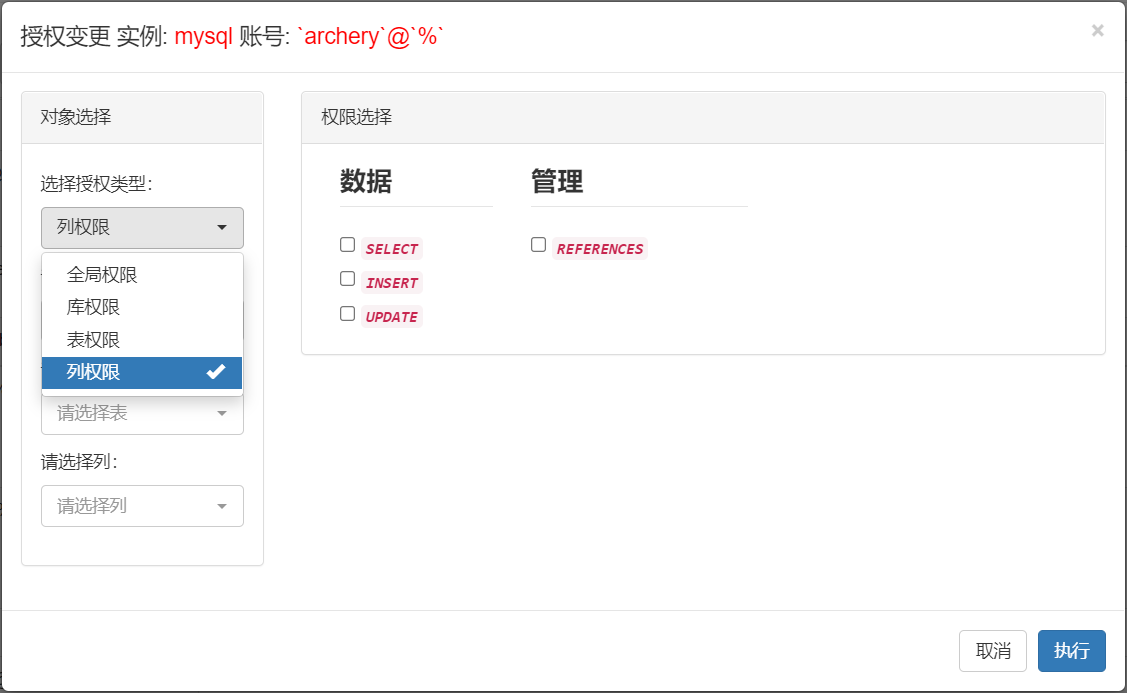 授权变更 实例: mysql 账号: `archery`@`%`
×
对象选择
选择授权类型：
列权限
全局权限
库权限
表权限
列权限
请选择表
请选择列：
请选择列
权限选择
数据
SELECT
INSERT
UPDATE
管理
REFERENCES
取消
执行